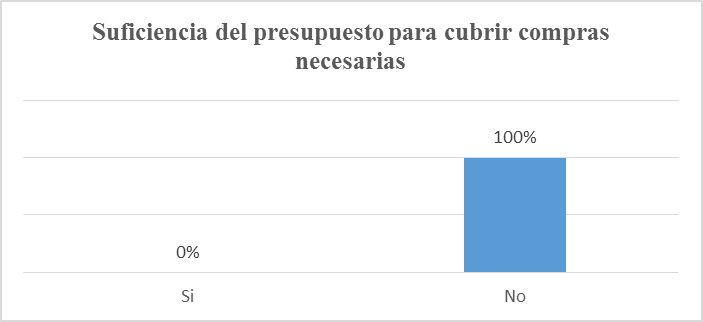 Suficiencia del presupuesto para cubrir compras
necesarias
100%
0%
Si
No